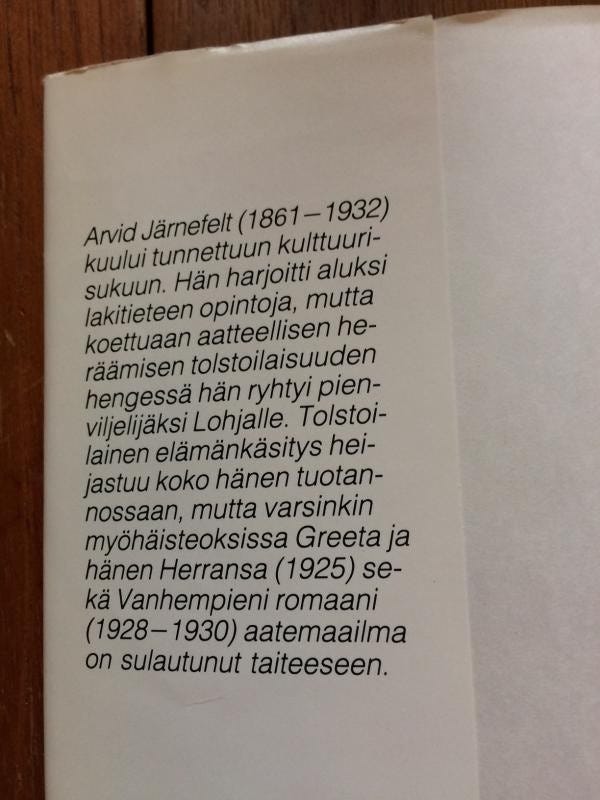 Arvid Järnefelt (1861–1932)
kuului tunnettuun kulttuuri-
sukuun. Hän harjoitti aluksi
lakitieteen opintoja, mutta
koettuaan aatteellisen he-
räämisen tolstoilaisuuden
hengessä hän ryhtyi pien-
viljelijäksi Lohjalle. Tolstoi-
lainen elämänkäsitys hei-
jastuu koko hänen tuotan-
nossaan, mutta varsinkin
myöhäisteoksissa Greeta ja
hänen Herransa (1925) se-
kä Vanhempieni romaani
(1928–1930) aatemaailma
on sulautunut taiteeseen.